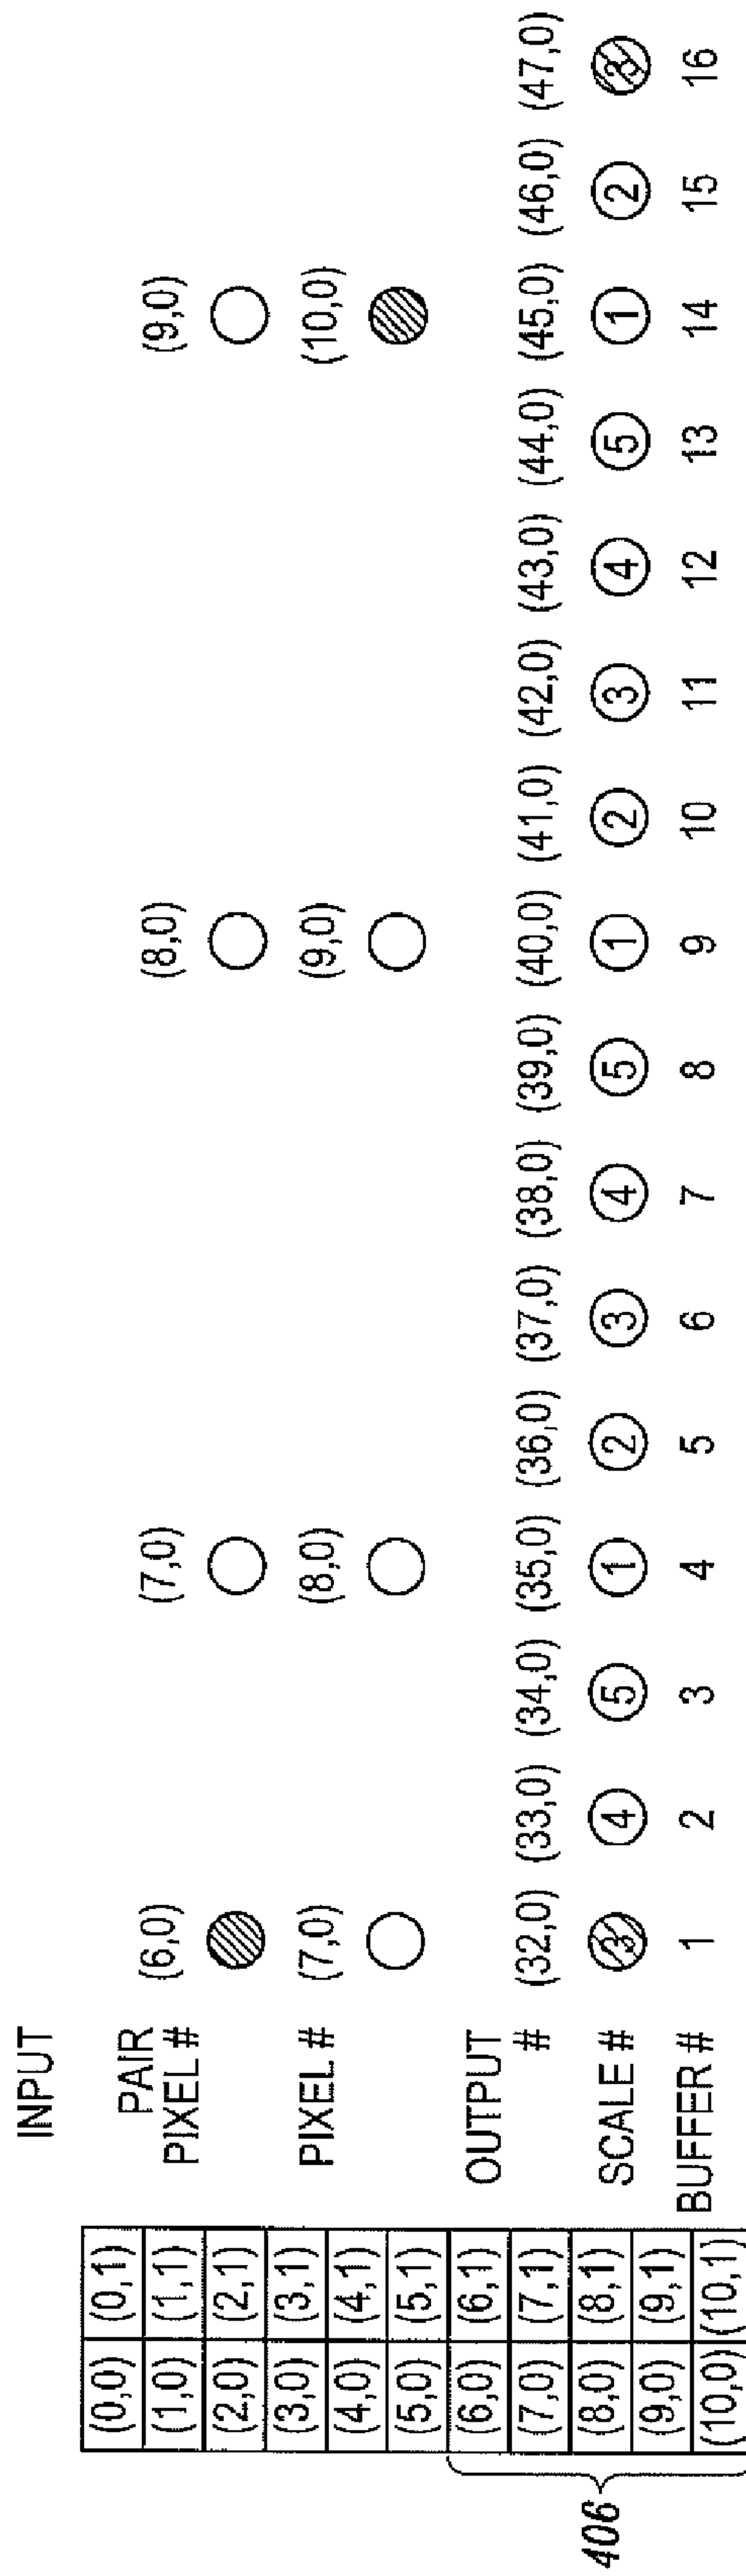 INPUT
(0,0) (0,1)
(1,0) (1,1)
(2,0) (2,1)
(3,0) (3,1)
(4,0) (4,1)
(5,0) (5,1)
(6,0) (6,1)
(7,0) (7,1)
(8,0) (8,1)
(9,0) (9,1)
(10,0) (10,1)
406
PAIR
PIXEL #
(6,0) (7,0) (8,0) (9,0)
PIXEL #
(7,0) (8,0) (9,0) (10,0)
OUTPUT
#
(32,0) (33,0) (34,0) (35,0) (36,0) (37,0) (38,0) (39,0) (40,0) (41,0) (42,0) (43,0) (44,0) (45,0) (46,0) (47,0)
SCALE #
3 4 5 1 2 3 4 5 1 2 3 4 5 1 2 3
BUFFER #
1 2 3 4 5 6 7 8 9 10 11 12 13 14 15 16